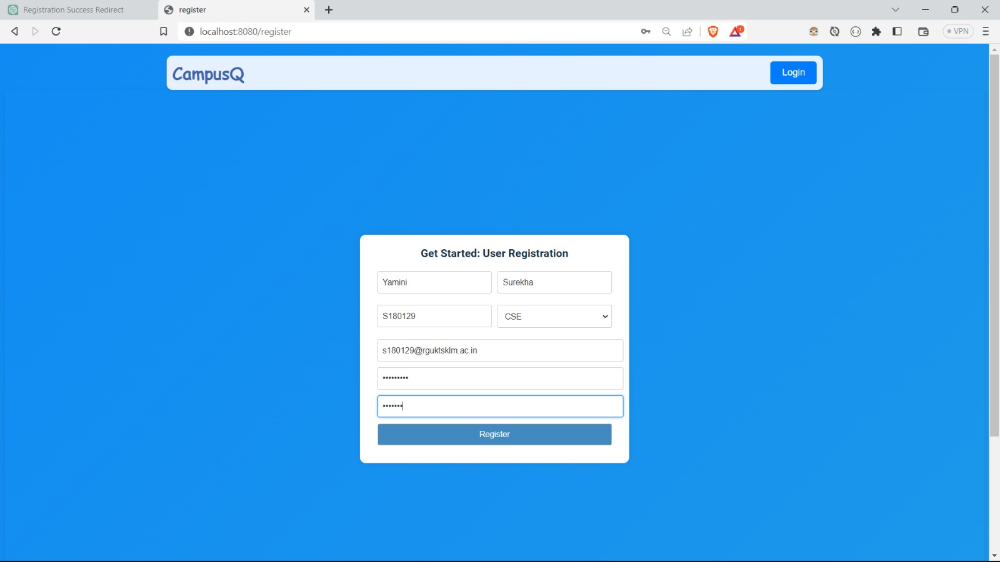 Registration Success Redirect
register
localhost:8080/register
1
VPN
CampusQ
Login
Get Started: User Registration
Yamini
Surekha
S180129
CSE
s180129@rguktsklm.ac.in
•••••••••
•••••••
Register